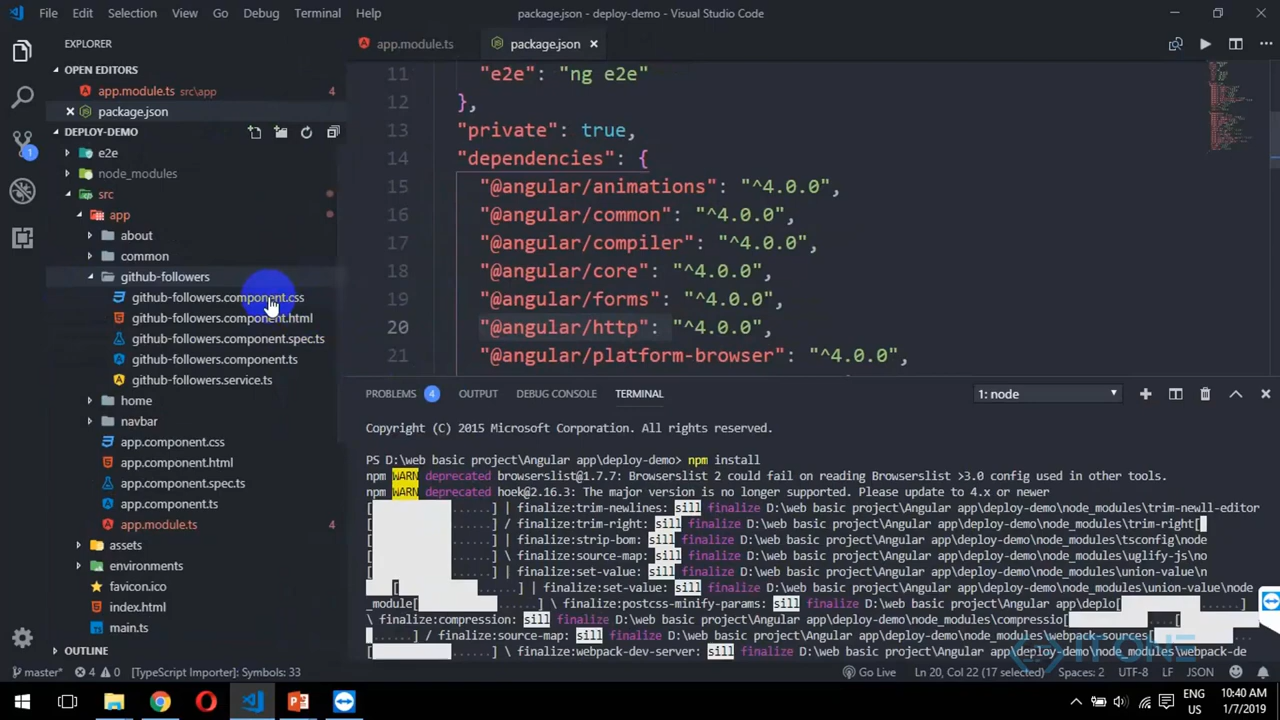 File Edit Selection View Go Debug Terminal Help package.json - deploy-demo - Visual Studio Code
EXPLORER
OPEN EDITORS
app.module.ts src\app 4
package.json
DEPLOY-DEMO
e2e
node_modules
src
app
about
common
github-followers
github-followers.component.css
github-followers.component.html
github-followers.component.spec.ts
github-followers.component.ts
github-followers.service.ts
home
navbar
app.component.css
app.component.html
app.component.spec.ts
app.component.ts
app.module.ts 4
assets
environments
favicon.ico
index.html
main.ts
OUTLINE
1
app.module.ts package.json
11 "e2e": "ng e2e"
12 },
13 "private": true,
14 "dependencies": {
15 "@angular/animations": "^4.0.0",
16 "@angular/common": "^4.0.0",
17 "@angular/compiler": "^4.0.0",
18 "@angular/core": "^4.0.0",
19 "@angular/forms": "^4.0.0",
20 "@angular/http": "^4.0.0",
21 "@angular/platform-browser": "^4.0.0",
PROBLEMS 4 OUTPUT DEBUG CONSOLE TERMINAL 1: node
Copyright (C) 2015 Microsoft Corporation. All rights reserved.
PS D:\web basic project\Angular app\deploy-demo> npm install
npm WARN deprecated browserslist@1.7.7: Browserslist 2 could fail on reading Browserslist >3.0 config used in other tools.
npm WARN deprecated hoek@2.16.3: The major version is no longer supported. Please update to 4.x or newer
[ ......] | finalize:trim-newlines: sill finalize D:\web basic project\Angular app\deploy-demo\node_modules\trim-newll-editor
[ ......] / finalize:trim-right: sill finalize D:\web basic project\Angular app\deploy-demo\node_modules\trim-right[
[ ......] | finalize:strip-bom: sill finalize D:\web basic project\Angular app\deploy-demo\node_modules\tsconfig\node
[ ......] \ finalize:source-map: sill finalize D:\web basic project\Angular app\deploy-demo\node_modules\uglify-js\no
[ ......] | finalize:set-value: sill finalize D:\web basic project\Angular app\deploy-demo\node_modules\union-value\n
[ ......] | finalize:set-value: sill finalize D:\web basic project\Angular app\deploy-demo\node_modules\union-value\node
_module[ ......] \ finalize:postcss-minify-params: sill finalize D:\web basic project\Angular app\deplo[ ......]
\ finalize:compression: sill finalize D:\web basic project\Angular app\deploy-demo\node_modules\compressio[ ....[
......] / finalize:source-map: sill finalize D:\web basic project\Angular app\deploy-demo\node_modules\webpack-sources[
[ ......] \ finalize:webpack-dev-server: sill finalize D:\web basic project\Angular app\deploy-demo\node_modules\webpack-de
ITONE
master* 4 0 [TypeScript Importer]: Symbols: 33 Go Live Ln 20, Col 22 (17 selected) Spaces: 2 UTF-8 LF JSON
ENG 10:40 AM
US 1/7/2019